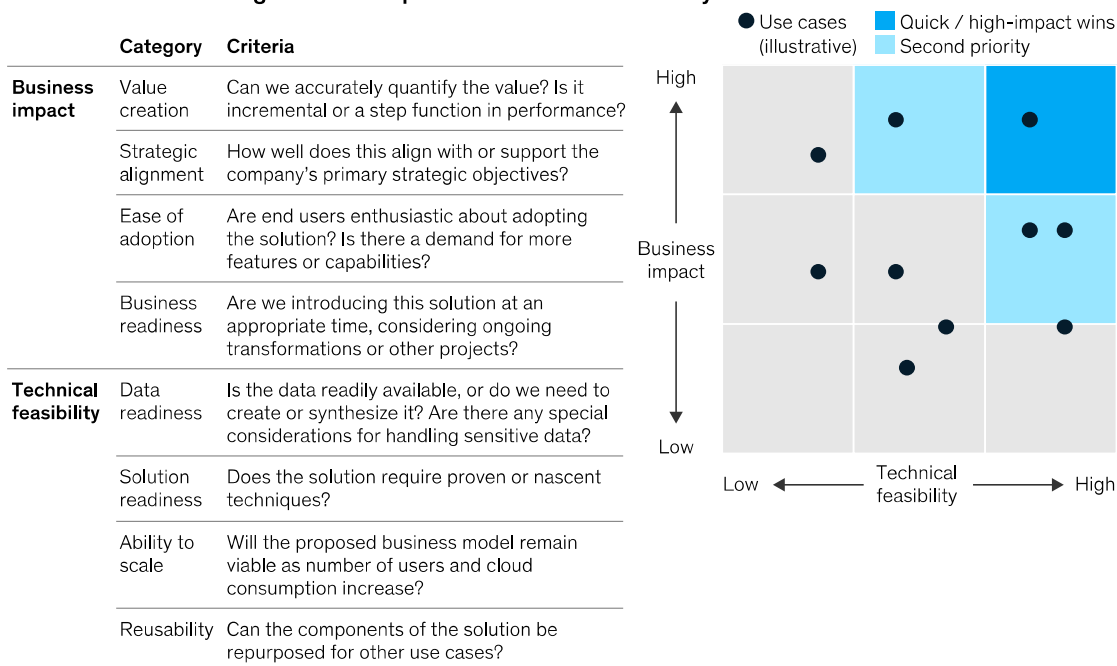 Category Criteria
Business impact
Value creation
Can we accurately quantify the value? Is it
incremental or a step function in performance?
Strategic alignment
How well does this align with or support the
company's primary strategic objectives?
Ease of adoption
Are end users enthusiastic about adopting
the solution? Is there a demand for more
features or capabilities?
Business readiness
Are we introducing this solution at an
appropriate time, considering ongoing
transformations or other projects?
Technical feasibility
Data readiness
Is the data readily available, or do we need to
create or synthesize it? Are there any special
considerations for handling sensitive data?
Solution readiness
Does the solution require proven or nascent
techniques?
Ability to scale
Will the proposed business model remain
viable as number of users and cloud
consumption increase?
Reusability
Can the components of the solution be
repurposed for other use cases?
Use cases
(illustrative)
Quick / high-impact wins
Second priority
High
Business
impact
Low
Low
Technical
feasibility
High